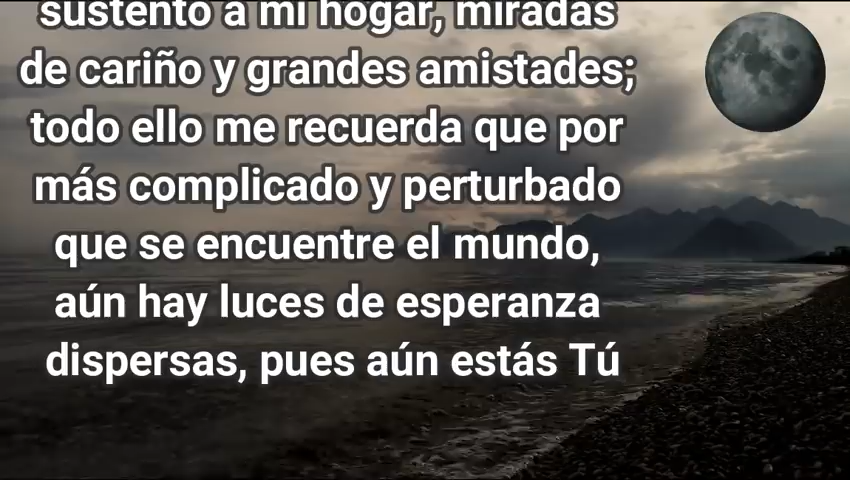 sustento a mi hogar, miradas
de cariño y grandes amistades;
todo ello me recuerda que por
más complicado y perturbado
que se encuentre el mundo,
aún hay luces de esperanza
dispersas, pues aún estás Tú